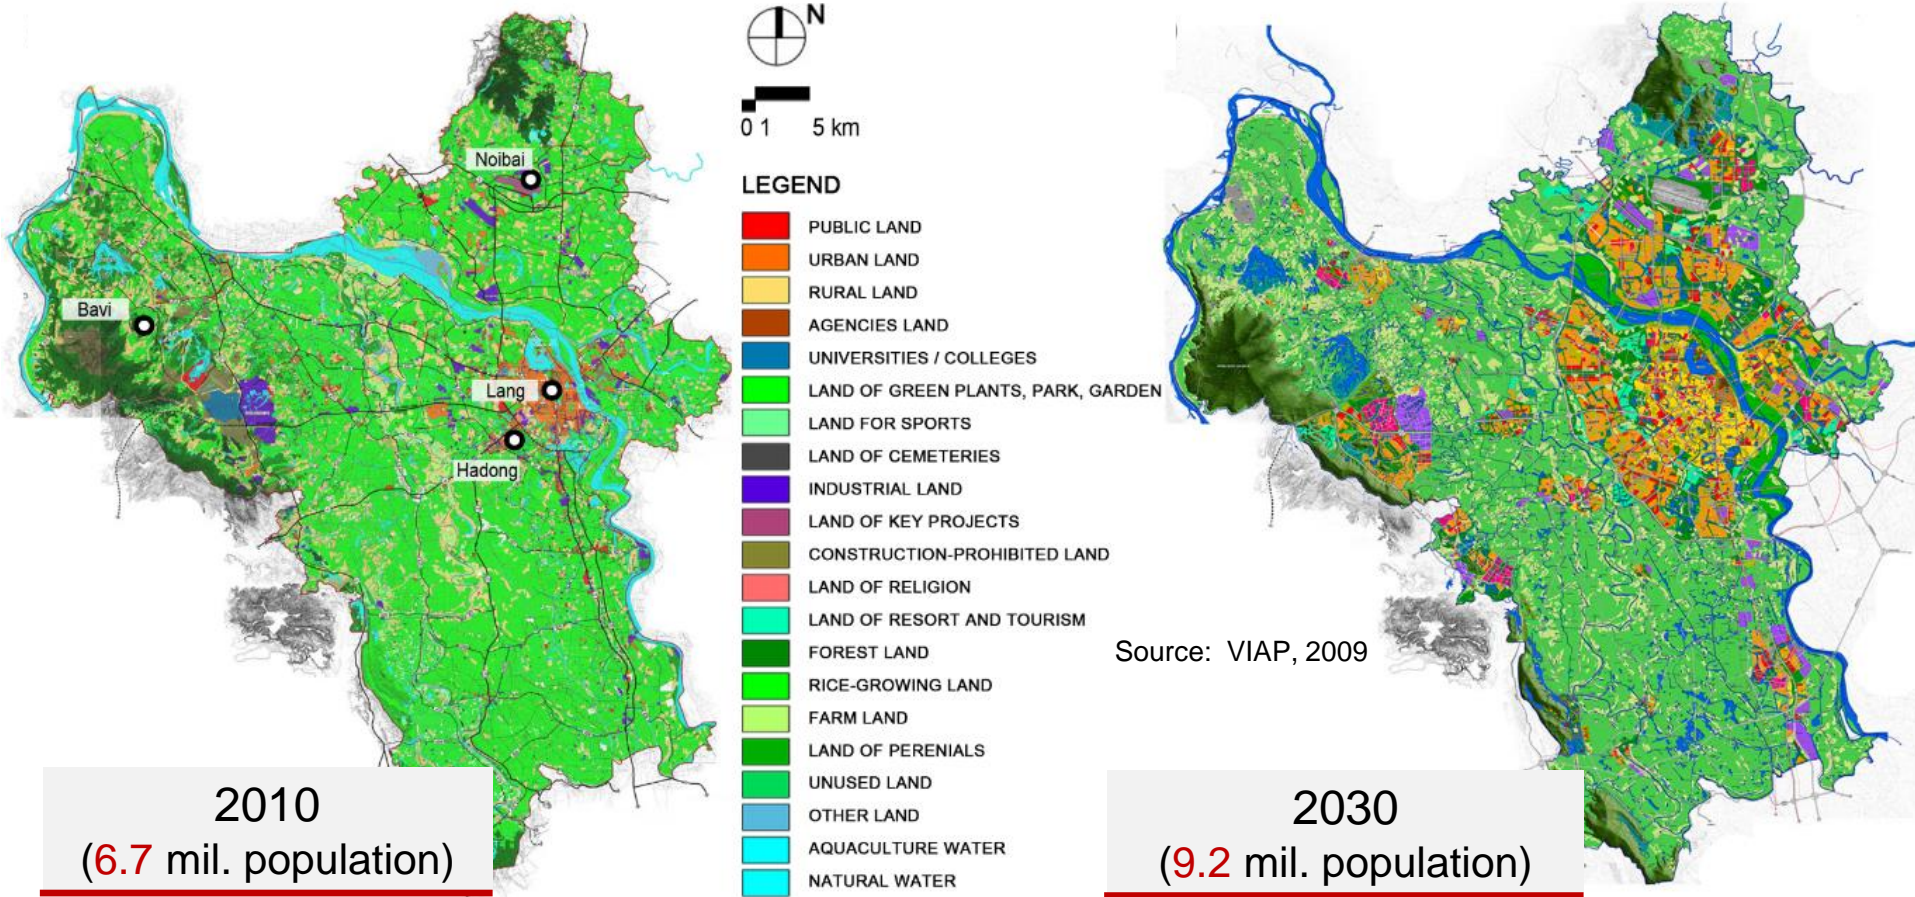 N
0 1 5 km
Noibai
Bavi
Lang
Hadong
LEGEND
PUBLIC LAND
URBAN LAND
RURAL LAND
AGENCIES LAND
UNIVERSITIES / COLLEGES
LAND OF GREEN PLANTS, PARK, GARDEN
LAND FOR SPORTS
LAND OF CEMETERIES
INDUSTRIAL LAND
LAND OF KEY PROJECTS
CONSTRUCTION-PROHIBITED LAND
LAND OF RELIGION
LAND OF RESORT AND TOURISM
FOREST LAND
RICE-GROWING LAND
FARM LAND
LAND OF PERENIALS
UNUSED LAND
OTHER LAND
AQUACULTURE WATER
NATURAL WATER
Source: VIAP, 2009
2010
(6.7 mil. population)
2030
(9.2 mil. population)